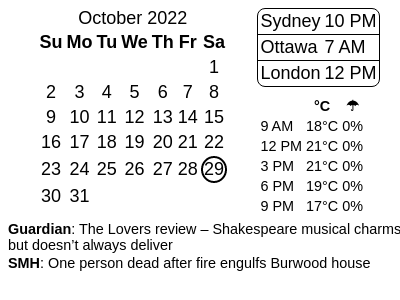 October 2022
Su Mo Tu We Th Fr Sa
1
2 3 4 5 6 7 8
9 10 11 12 13 14 15
16 17 18 19 20 21 22
23 24 25 26 27 28 29
30 31
Sydney 10 PM
Ottawa 7 AM
London 12 PM
°C ☂
9 AM 18°C 0%
12 PM 21°C 0%
3 PM 21°C 0%
6 PM 19°C 0%
9 PM 17°C 0%
Guardian: The Lovers review – Shakespeare musical charms
but doesn’t always deliver
SMH: One person dead after fire engulfs Burwood house